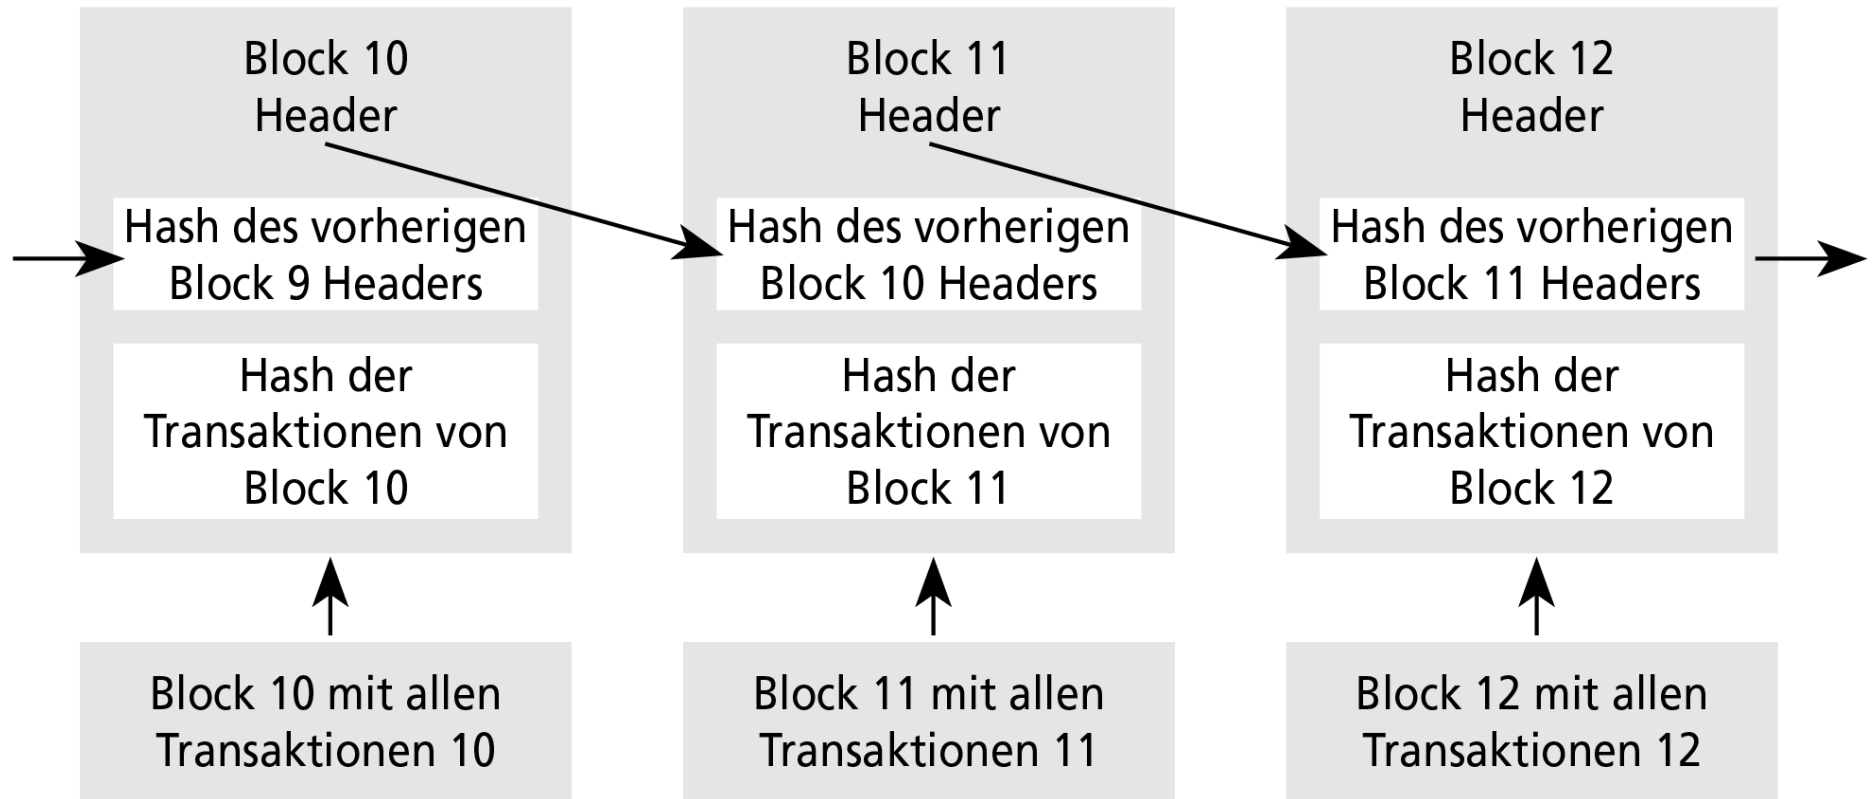 Block 10
Header
Hash des vorherigen
Block 9 Headers
Hash der
Transaktionen von
Block 10
Block 10 mit allen
Transaktionen 10
Block 11
Header
Hash des vorherigen
Block 10 Headers
Hash der
Transaktionen von
Block 11
Block 11 mit allen
Transaktionen 11
Block 12
Header
Hash des vorherigen
Block 11 Headers
Hash der
Transaktionen von
Block 12
Block 12 mit allen
Transaktionen 12